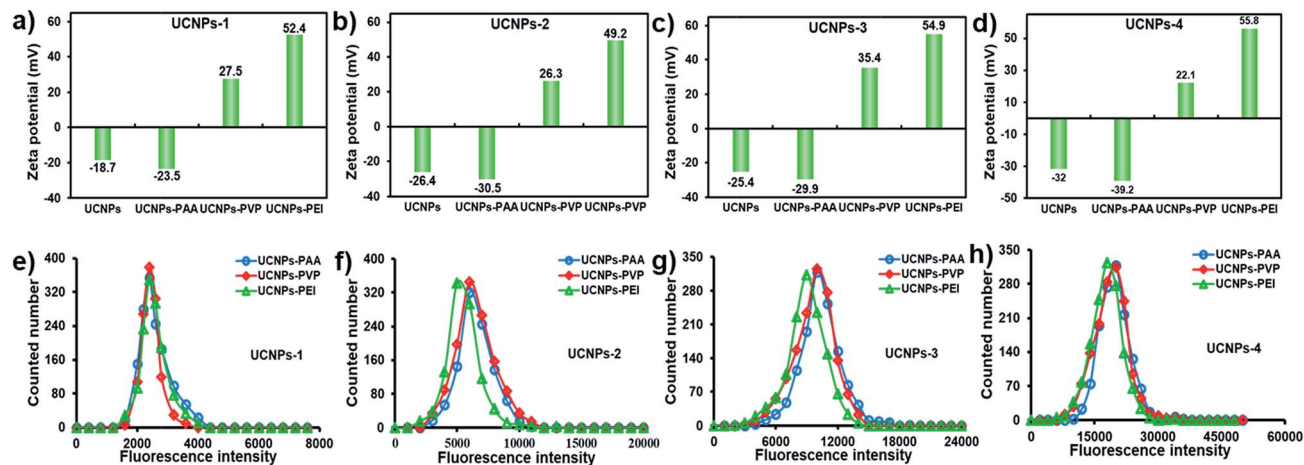 a)
UCNPs-1
Zeta potential (mV)
60
40
20
0
-20
-40
-18.7
-23.5
27.5
52.4
UCNPs UCNPs-PAA UCNPs-PVP UCNPs-PEI
b)
UCNPs-2
Zeta potential (mV)
60
40
20
0
-20
-40
-26.4
-30.5
26.3
49.2
UCNPs UCNPs-PAA UCNPs-PVP UCNPs-PVP
c)
UCNPs-3
Zeta potential (mV)
60
40
20
0
-20
-40
-25.4
-29.9
35.4
54.9
UCNPs UCNPs-PAA UCNPs-PVP UCNPs-PEI
d)
UCNPs-4
Zeta potential (mV)
50
30
10
-10
-30
-50
-32
-39.2
22.1
55.8
UCNPs UCNPs-PAA UCNPs-PVP UCNPs-PEI
e)
Counted number
400
320
240
160
80
0
UCNPs-PAA
UCNPs-PVP
UCNPs-PEI
UCNPs-1
0 2000 4000 6000 8000
Fluorescence intensity
f)
Counted number
400
320
240
160
80
0
UCNPs-PAA
UCNPs-PVP
UCNPs-PEI
UCNPs-2
0 5000 10000 15000 20000
Fluorescence intensity
g)
Counted number
350
280
210
140
70
0
UCNPs-PAA
UCNPs-PVP
UCNPs-PEI
UCNPs-3
0 6000 12000 18000 24000
Fluorescence intensity
h)
Counted number
350
280
210
140
70
0
UCNPs-PAA
UCNPs-PVP
UCNPs-PEI
UCNPs-4
0 15000 30000 45000 60000
Fluorescence intensity